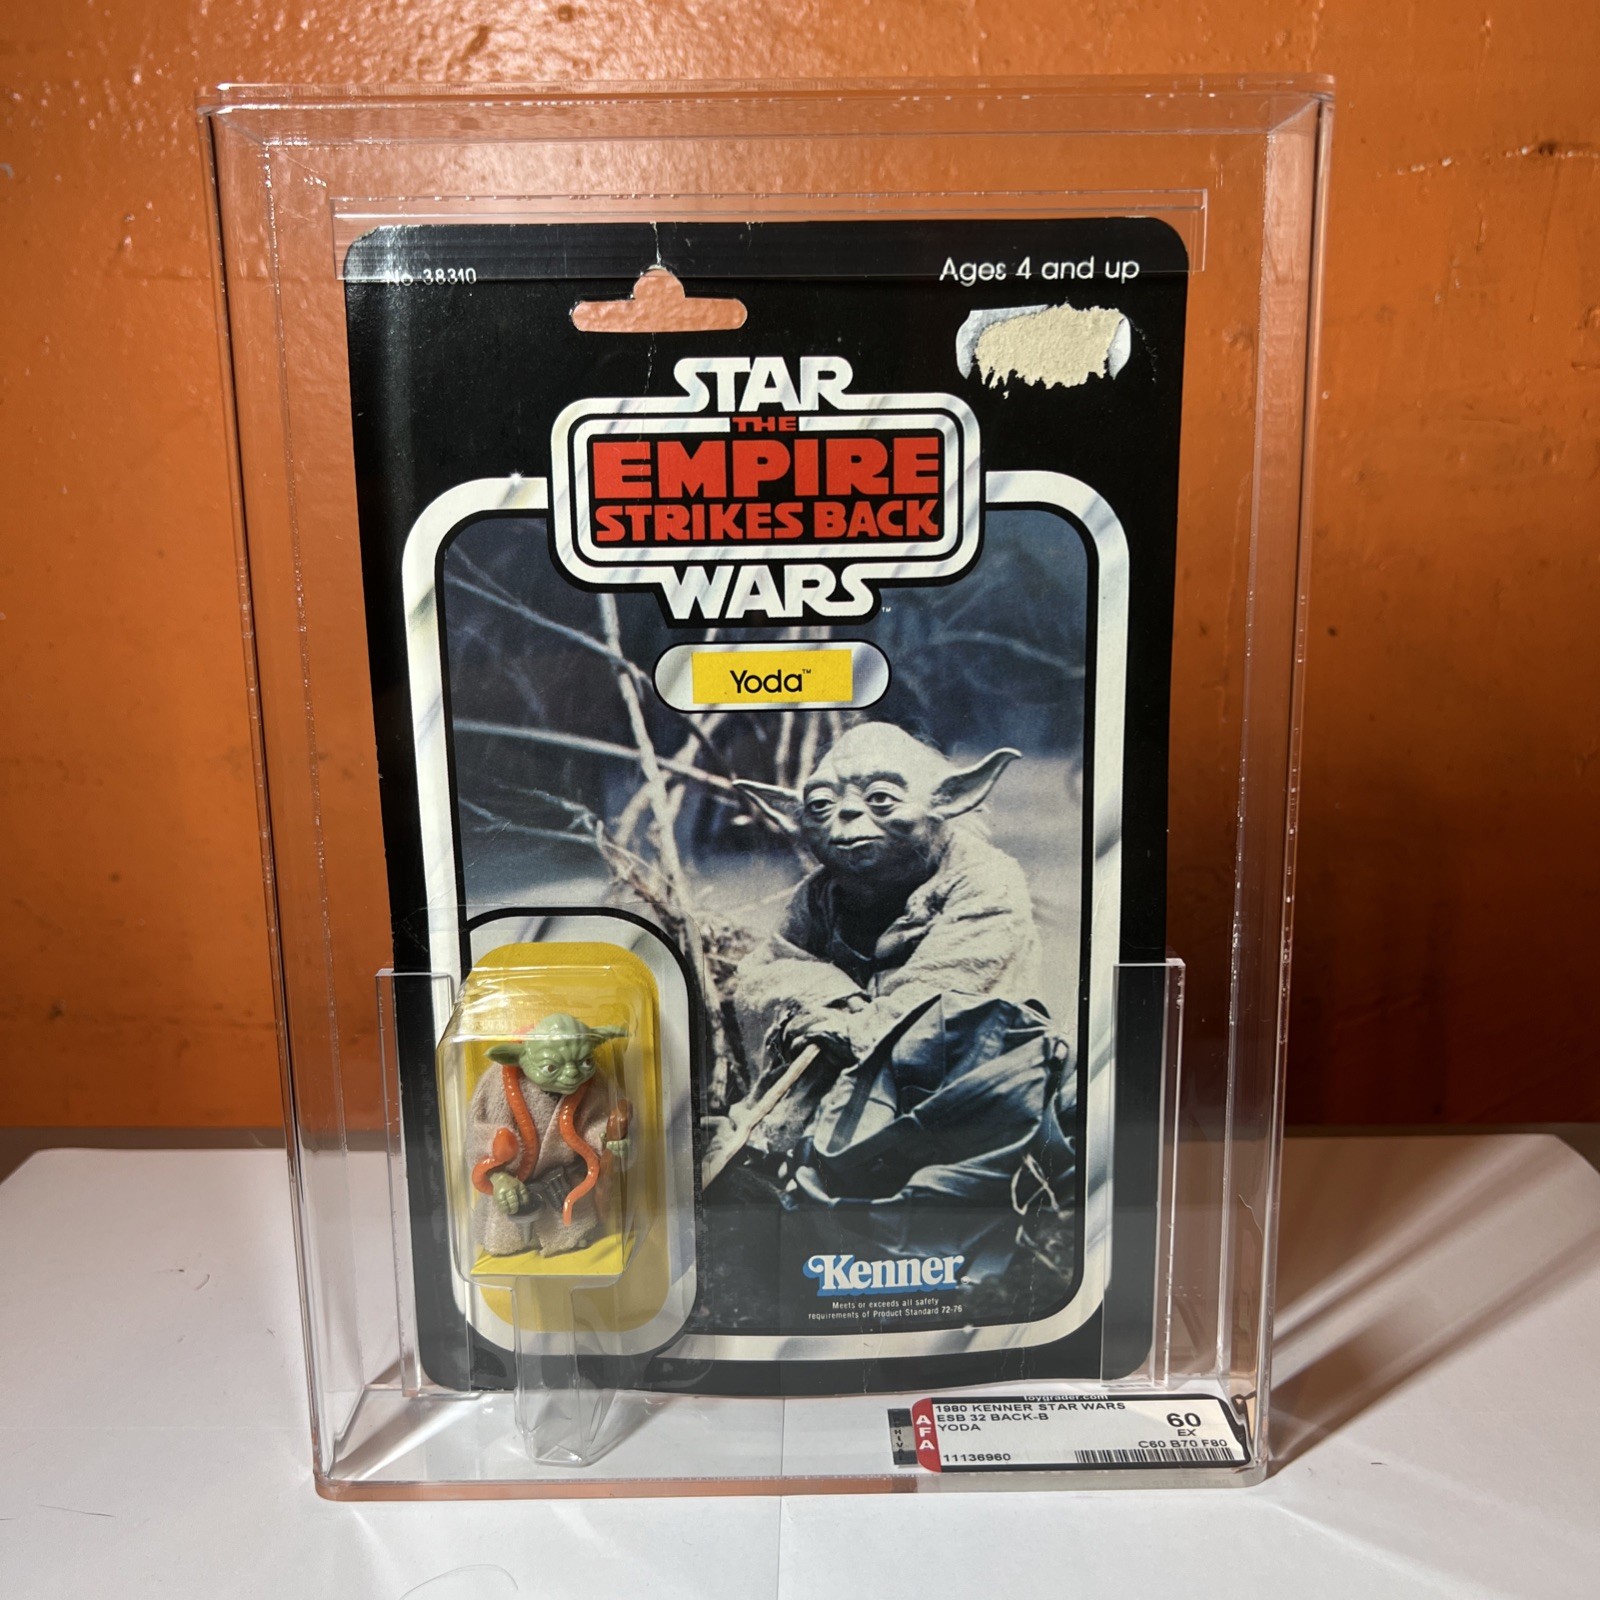 No 38310
Ages 4 and up
STAR
THE
EMPIRE
STRIKES BACK
WARS™
Yoda™
Kenner
Meets or exceeds all safety
requirements of Product Standard 72-76
toygrader.com
AFA
1980 KENNER STAR WARS
ESB 32 BACK-B
YODA
60
EX
C60 B70 F80
11136960